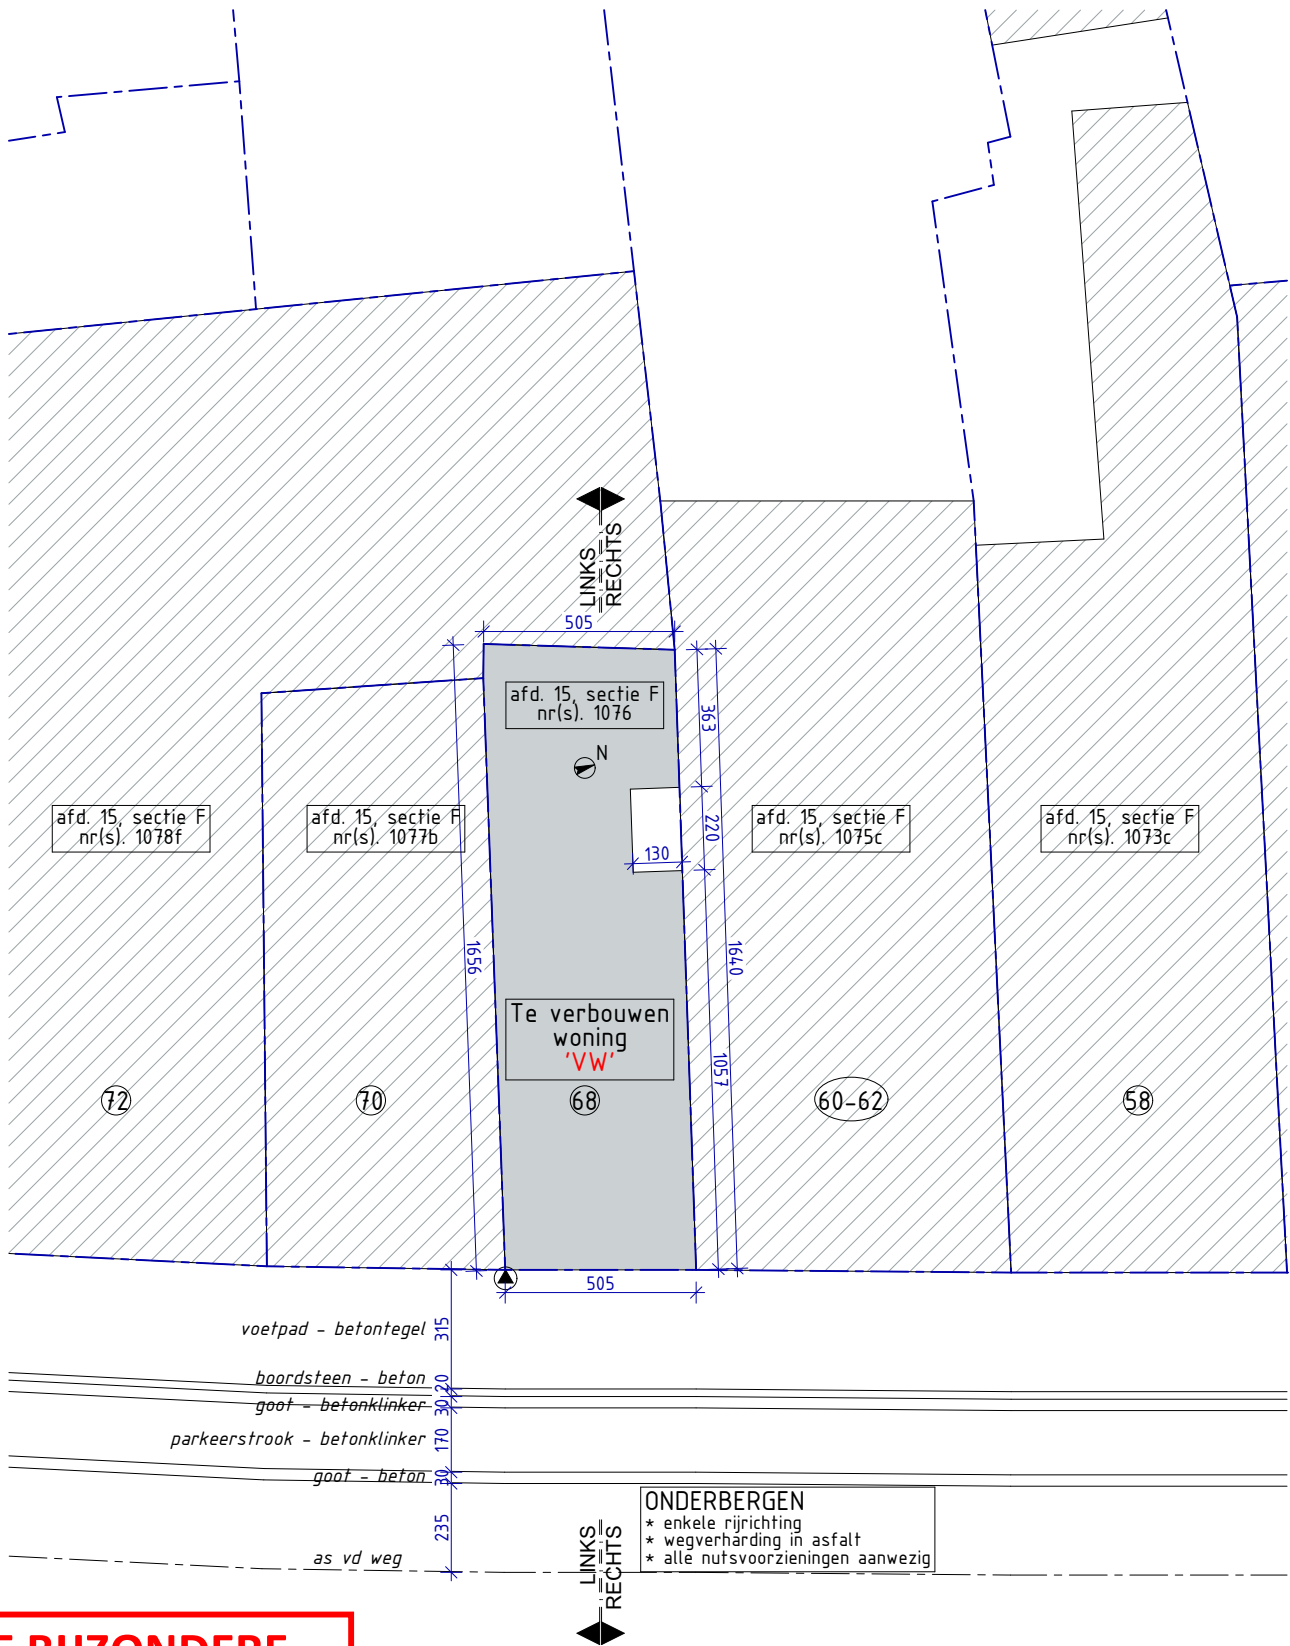 LINKS
RECHTS
505
afd. 15, sectie F
nr(s). 1076
N
363
220
130
1656
1640
1057
afd. 15, sectie F
nr(s). 1078f
afd. 15, sectie F
nr(s). 1077b
afd. 15, sectie F
nr(s). 1075c
afd. 15, sectie F
nr(s). 1073c
Te verbouwen
woning
'VW'
72
70
68
60-62
58
505
voetpad - betontegel 315
boordsteen - beton 20
goot - betonklinker 30
parkeerstrook - betonklinker 170
goot - beton 30
235
as vd weg
ONDERBERGEN
* enkele rijrichting
* wegverharding in asfalt
* alle nutsvoorzieningen aanwezig
LINKS
RECHTS